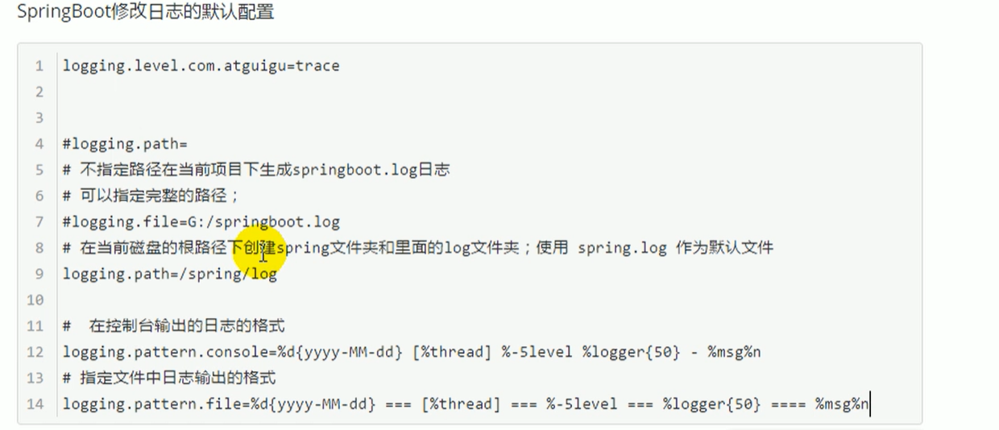 SpringBoot修改日志的默认配置
1 logging.level.com.atguigu=trace
2
3
4 #logging.path=
5 # 不指定路径在当前项目下生成springboot.log日志
6 # 可以指定完整的路径；
7 #logging.file=G:/springboot.log
8 # 在当前磁盘的根路径下创建spring文件夹和里面的log文件夹；使用 spring.log 作为默认文件
9 logging.path=/spring/log
10
11 #  在控制台输出的日志的格式
12 logging.pattern.console=%d{yyyy-MM-dd} [%thread] %-5level %logger{50} - %msg%n
13 # 指定文件中日志输出的格式
14 logging.pattern.file=%d{yyyy-MM-dd} === [%thread] === %-5level === %logger{50} ==== %msg%n